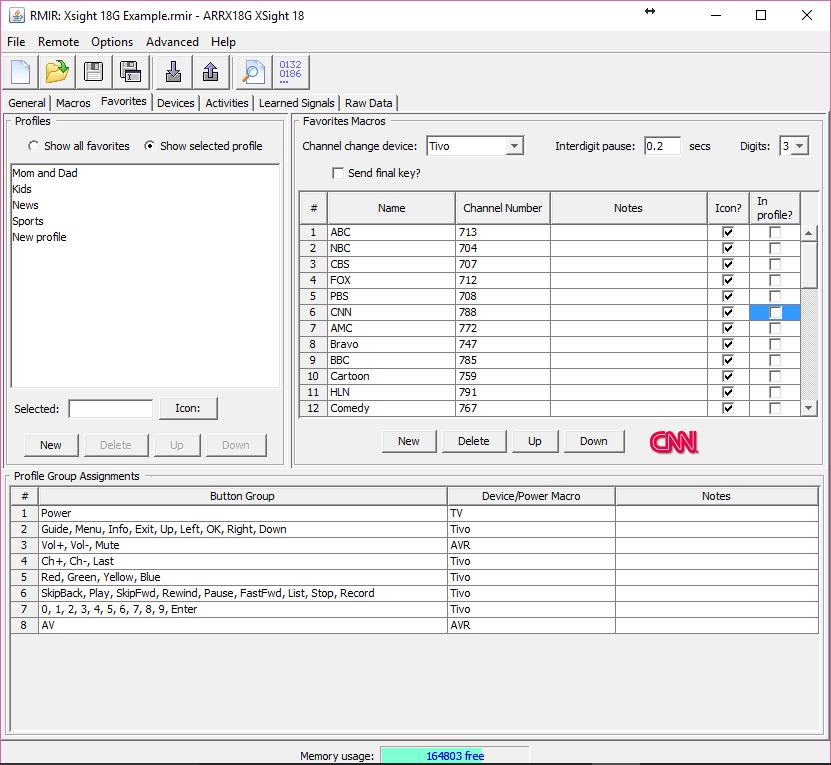 RMIR: Xsight 18G Example.rmir - ARRX18G XSight 18
File Remote Options Advanced Help
0132
0186
...
General Macros Favorites Devices Activities Learned Signals Raw Data
Profiles
Show all favorites Show selected profile
Mom and Dad
Kids
News
Sports
New profile
Selected: Icon:
New Delete Up Down
Favorites Macros
Channel change device: Tivo Interdigit pause: 0.2 secs Digits: 3
Send final key?
# Name Channel Number Notes Icon? In profile?
1 ABC 713
2 NBC 704
3 CBS 707
4 FOX 712
5 PBS 708
6 CNN 788
7 AMC 772
8 Bravo 747
9 BBC 785
10 Cartoon 759
11 HLN 791
12 Comedy 767
New Delete Up Down CNN
Profile Group Assignments
# Button Group Device/Power Macro Notes
1 Power TV
2 Guide, Menu, Info, Exit, Up, Left, OK, Right, Down Tivo
3 Vol+, Vol-, Mute AVR
4 Ch+, Ch-, Last Tivo
5 Red, Green, Yellow, Blue Tivo
6 SkipBack, Play, SkipFwd, Rewind, Pause, FastFwd, List, Stop, Record Tivo
7 0, 1, 2, 3, 4, 5, 6, 7, 8, 9, Enter Tivo
8 AV AVR
Memory usage: 164803 free